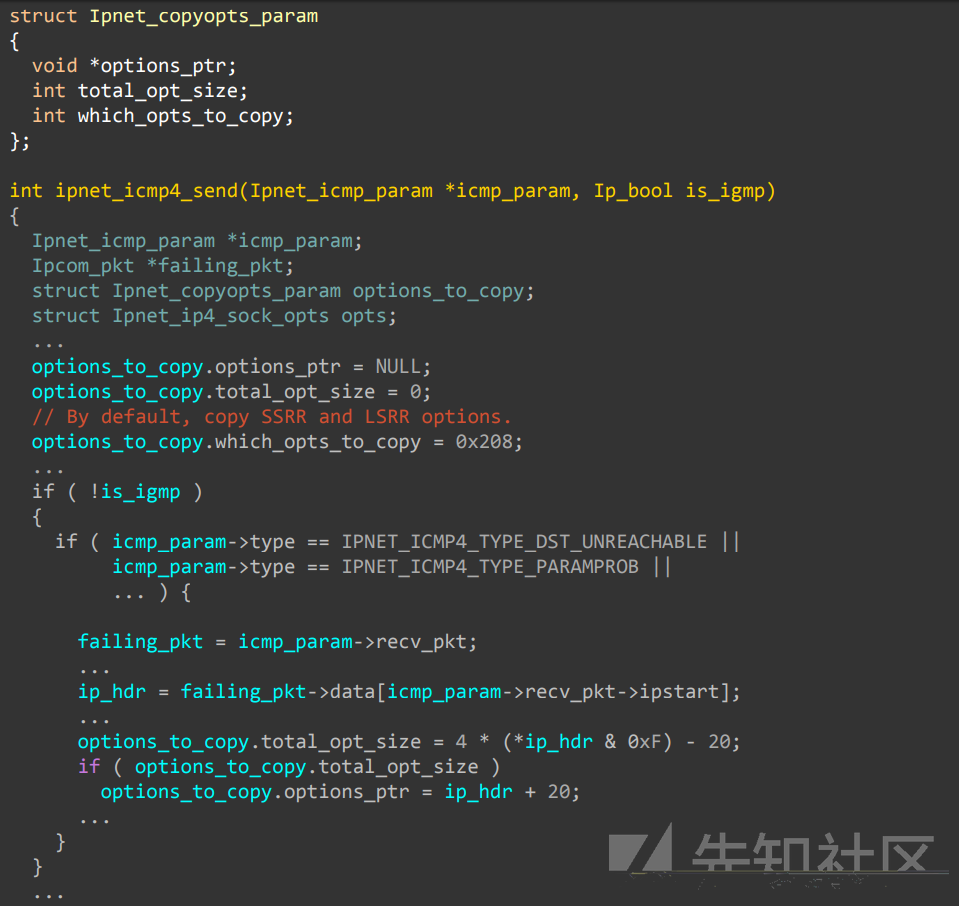 struct Ipnet_copyopts_param
{
  void *options_ptr;
  int total_opt_size;
  int which_opts_to_copy;
};

int ipnet_icmp4_send(Ipnet_icmp_param *icmp_param, Ip_bool is_igmp)
{
  Ipnet_icmp_param *icmp_param;
  Ipcom_pkt *failing_pkt;
  struct Ipnet_copyopts_param options_to_copy;
  struct Ipnet_ip4_sock_opts opts;
  ...
  options_to_copy.options_ptr = NULL;
  options_to_copy.total_opt_size = 0;
  // By default, copy SSRR and LSRR options.
  options_to_copy.which_opts_to_copy = 0x208;
  ...
  if ( !is_igmp )
  {
    if ( icmp_param->type == IPNET_ICMP4_TYPE_DST_UNREACHABLE ||
         icmp_param->type == IPNET_ICMP4_TYPE_PARAMPROB ||
         ... ) {

      failing_pkt = icmp_param->recv_pkt;
      ...
      ip_hdr = failing_pkt->data[icmp_param->recv_pkt->ipstart];
      ...
      options_to_copy.total_opt_size = 4 * (*ip_hdr & 0xF) - 20;
      if ( options_to_copy.total_opt_size )
        options_to_copy.options_ptr = ip_hdr + 20;
      ...
    }
  }
  ...
先知社区